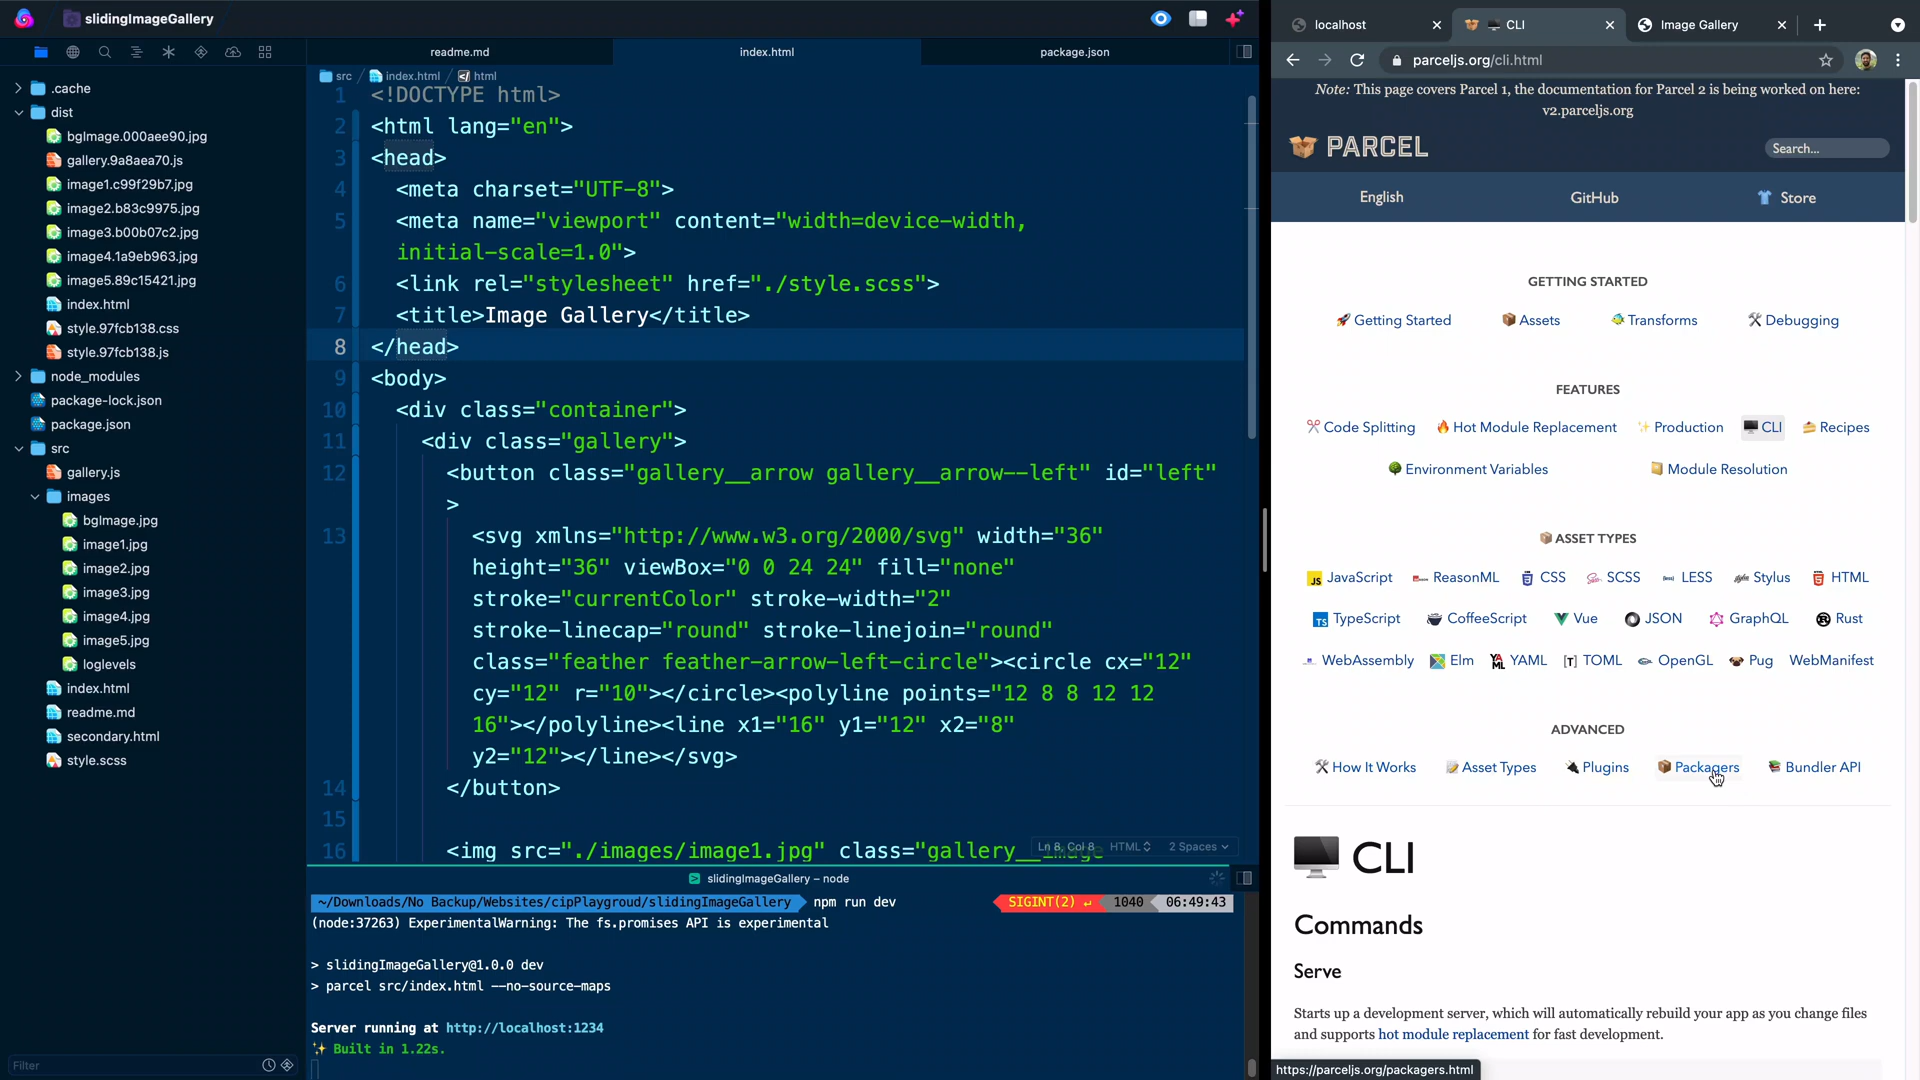 slidingImageGallery
.cache
dist
bgImage.000aee90.jpg
gallery.9a8aea70.js
image1.c99f29b7.jpg
image2.b83c9975.jpg
image3.b00b07c2.jpg
image4.1a9eb963.jpg
image5.89c15421.jpg
index.html
style.97fcb138.css
style.97fcb138.js
node_modules
package-lock.json
package.json
src
gallery.js
images
bgImage.jpg
image1.jpg
image2.jpg
image3.jpg
image4.jpg
image5.jpg
loglevels
index.html
readme.md
secondary.html
style.scss
Filter
readme.md index.html package.json
src / index.html / html
1 <!DOCTYPE html>
2 <html lang="en">
3 <head>
4 <meta charset="UTF-8">
5 <meta name="viewport" content="width=device-width,
initial-scale=1.0">
6 <link rel="stylesheet" href="./style.scss">
7 <title>Image Gallery</title>
8 </head>
9 <body>
10 <div class="container">
11 <div class="gallery">
12 <button class="gallery__arrow gallery__arrow--left" id="left"
>
13 <svg xmlns="http://www.w3.org/2000/svg" width="36"
height="36" viewBox="0 0 24 24" fill="none"
stroke="currentColor" stroke-width="2"
stroke-linecap="round" stroke-linejoin="round"
class="feather feather-arrow-left-circle"><circle cx="12"
cy="12" r="10"></circle><polyline points="12 8 8 12 12
16"></polyline><line x1="16" y1="12" x2="8"
y2="12"></line></svg>
14 </button>
15
16 <img src="./images/image1.jpg" class="gallery__image
Ln 8, Col 8 HTML 2 Spaces
slidingImageGallery – node
~/Downloads/No Backup/Websites/cipPlaygroud/slidingImageGallery npm run dev SIGINT(2) ↵ 1040 06:49:43
(node:37263) ExperimentalWarning: The fs.promises API is experimental
> slidingImageGallery@1.0.0 dev
> parcel src/index.html --no-source-maps
Server running at http://localhost:1234
✨ Built in 1.22s.
localhost CLI Image Gallery
parceljs.org/cli.html
Note: This page covers Parcel 1, the documentation for Parcel 2 is being worked on here:
v2.parceljs.org
PARCEL
Search...
English GitHub Store
GETTING STARTED
Getting Started Assets Transforms Debugging
FEATURES
Code Splitting Hot Module Replacement Production CLI Recipes
Environment Variables Module Resolution
ASSET TYPES
JS JavaScript ReasonML CSS SCSS LESS Stylus HTML
TS TypeScript CoffeeScript Vue JSON GraphQL Rust
WebAssembly Elm YAML YAML [T] TOML OpenGL Pug WebManifest
ADVANCED
How It Works Asset Types Plugins Packagers Bundler API
CLI
Commands
Serve
Starts up a development server, which will automatically rebuild your app as you change files
and supports hot module replacement for fast development.
https://parceljs.org/packagers.html